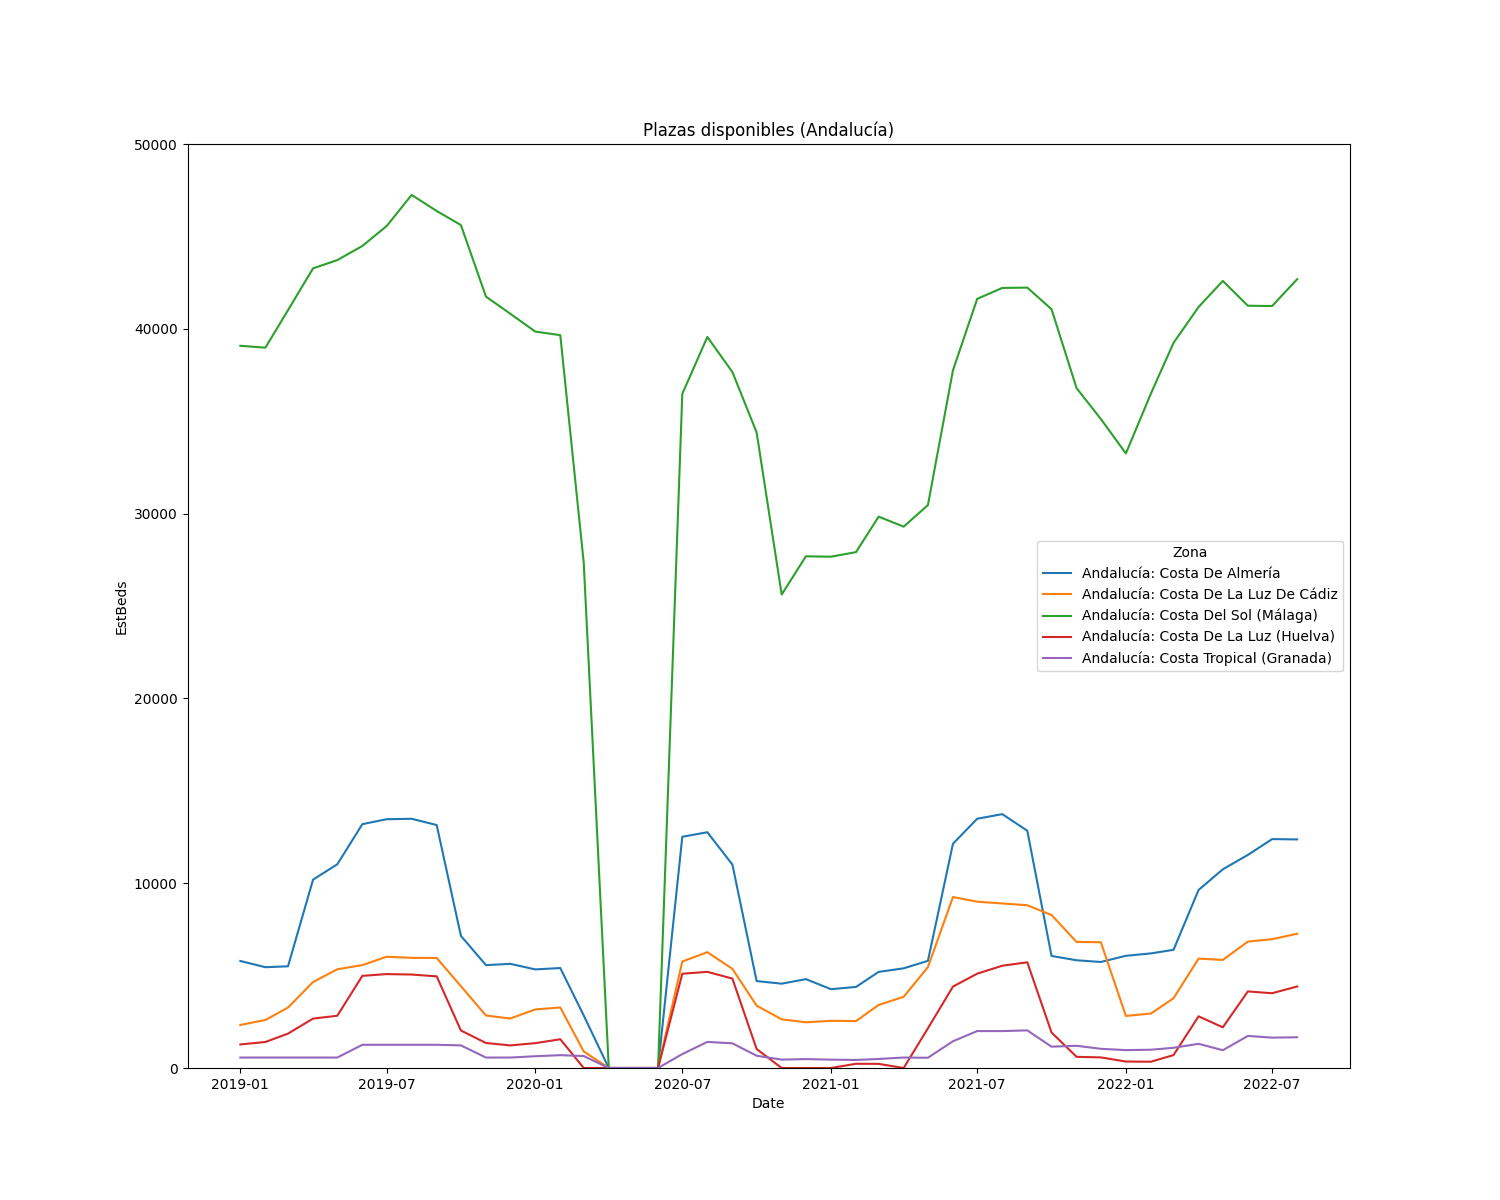 Plazas disponibles (Andalucía)
50000
40000
30000
20000
10000
0
EstBeds
Zona
Andalucía: Costa De Almería
Andalucía: Costa De La Luz De Cádiz
Andalucía: Costa Del Sol (Málaga)
Andalucía: Costa De La Luz (Huelva)
Andalucía: Costa Tropical (Granada)
2019-01 2019-07 2020-01 2020-07 2021-01 2021-07 2022-01 2022-07
Date